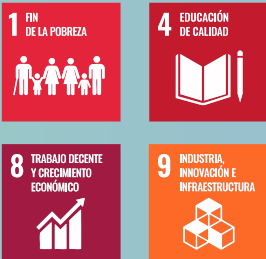 1 FIN
DE LA POBREZA
4 EDUCACIÓN
DE CALIDAD
8 TRABAJO DECENTE
Y CRECIMIENTO
ECONÓMICO
9 INDUSTRIA,
INNOVACIÓN E
INFRAESTRUCTURA